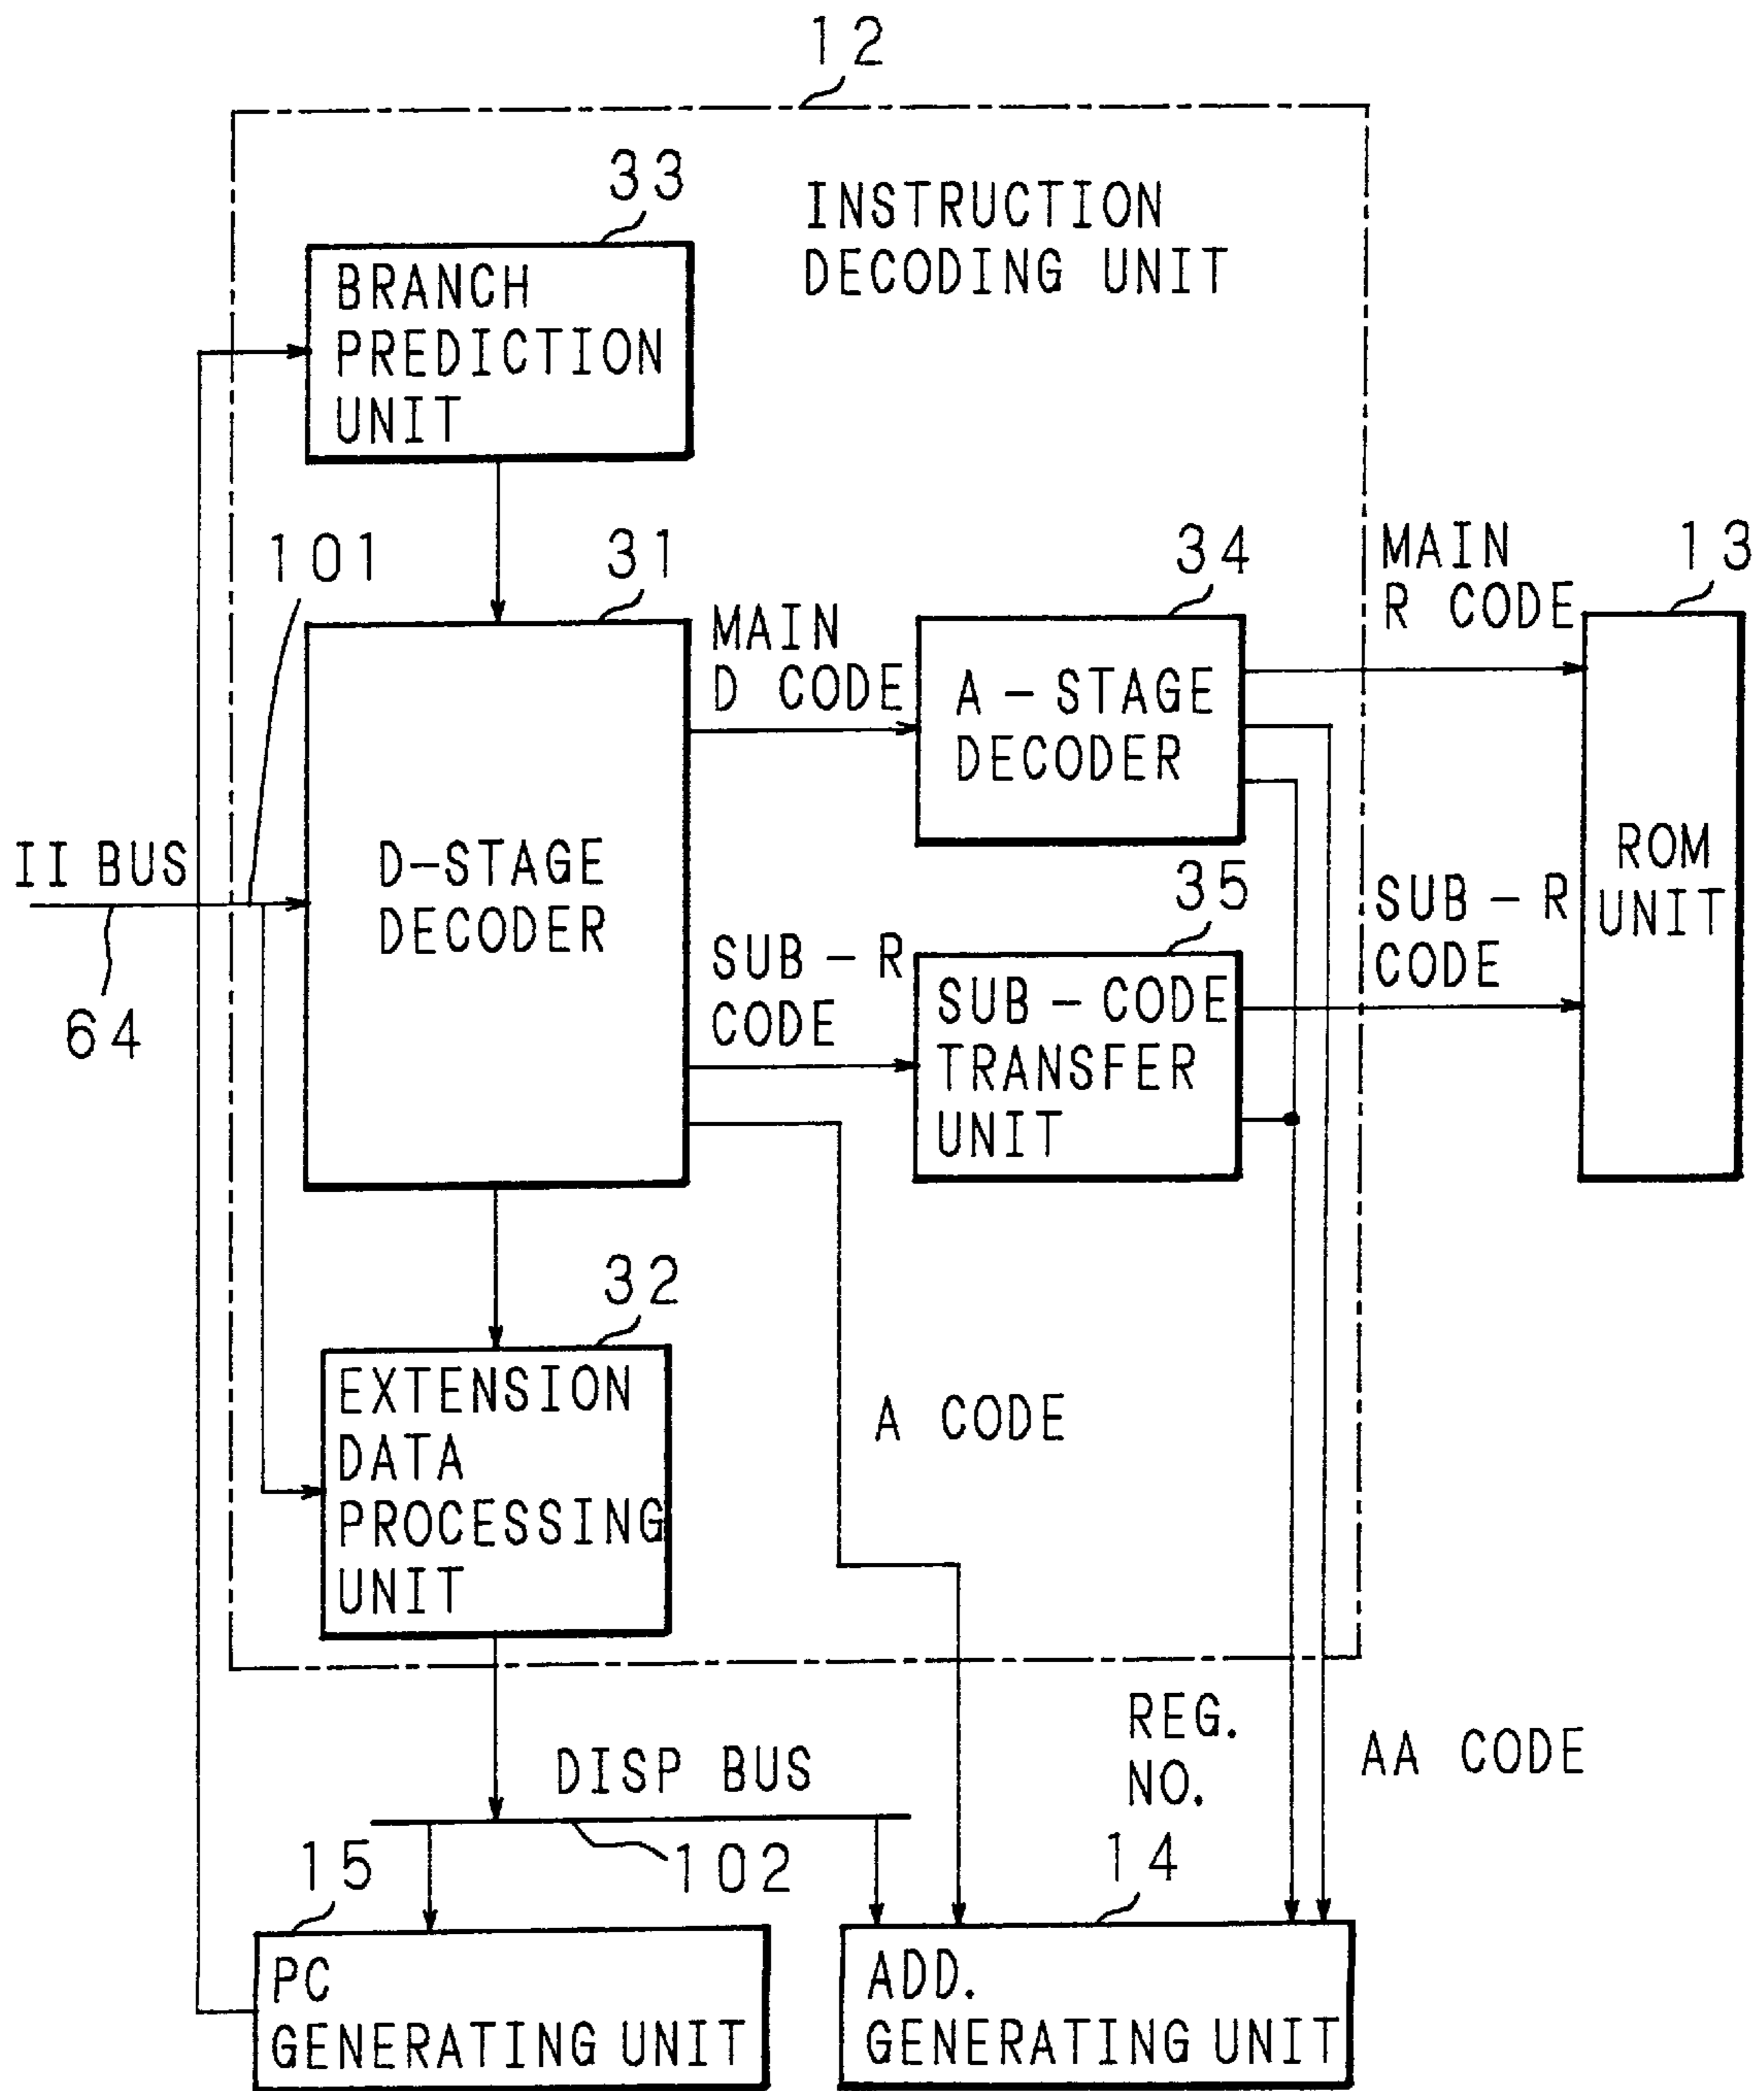 12
33
INSTRUCTION
DECODING UNIT
BRANCH
PREDICTION
UNIT
101
31
34
MAIN
R CODE
13
MAIN
D CODE
A-STAGE
DECODER
II BUS
D-STAGE
DECODER
ROM
UNIT
35
SUB-R
CODE
SUB-R
CODE
64
SUB-CODE
TRANSFER
UNIT
32
EXTENSION
DATA
PROCESSING
UNIT
A CODE
REG.
NO.
AA CODE
DISP BUS
102
15
14
PC
GENERATING UNIT
ADD.
GENERATING UNIT